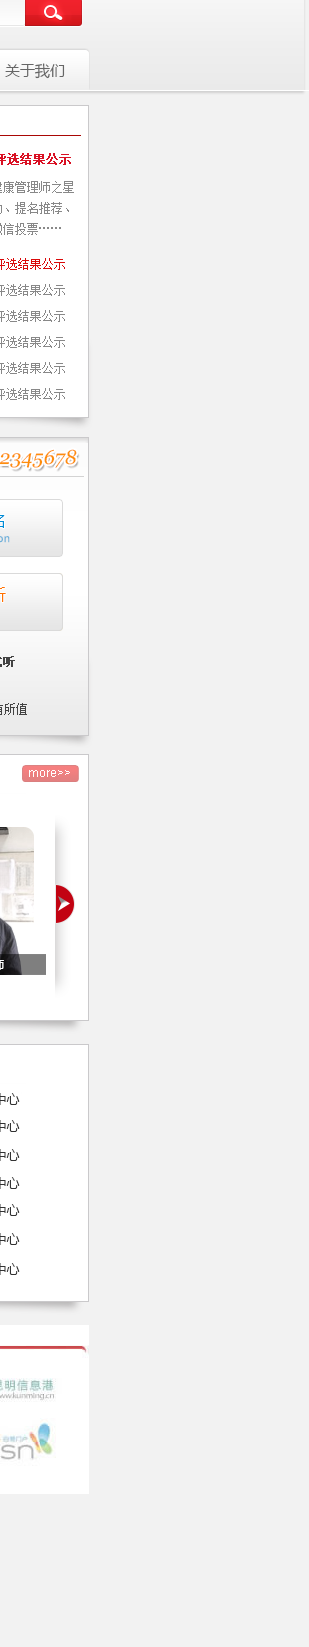 关于我们
评选结果公示
健康管理师之星
、提名推荐、
微信投票……
评选结果公示
评选结果公示
评选结果公示
评选结果公示
评选结果公示
评选结果公示
2345678
名
on
听
试听
有所值
more>>
师
中心
中心
中心
中心
中心
中心
中心
昆明信息港
www.kunming.cn
sn